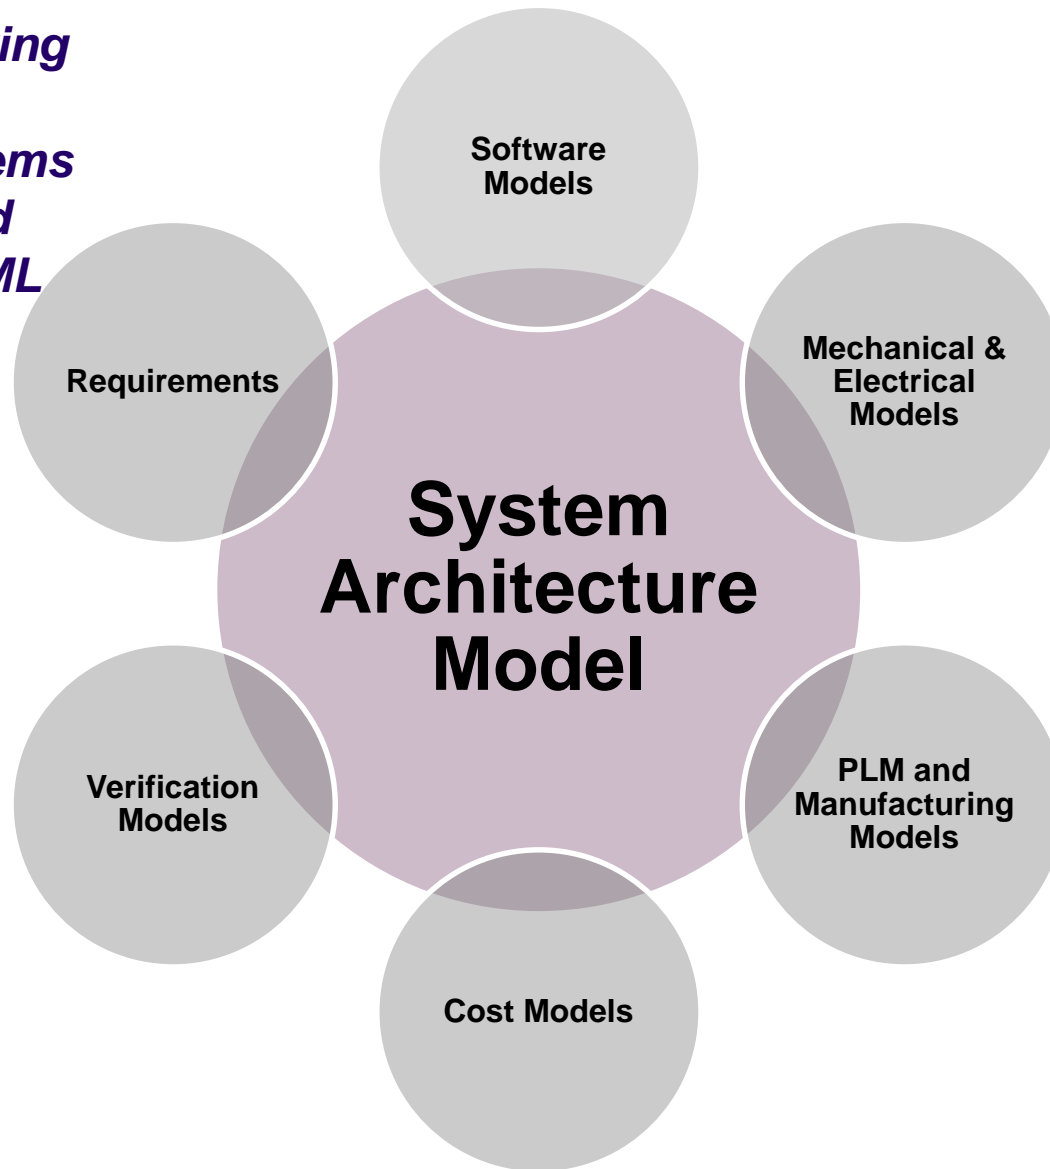 ing
ems
d
ML
Software
Models
Requirements
Mechanical &
Electrical
Models
System
Architecture
Model
Verification
Models
PLM and
Manufacturing
Models
Cost Models